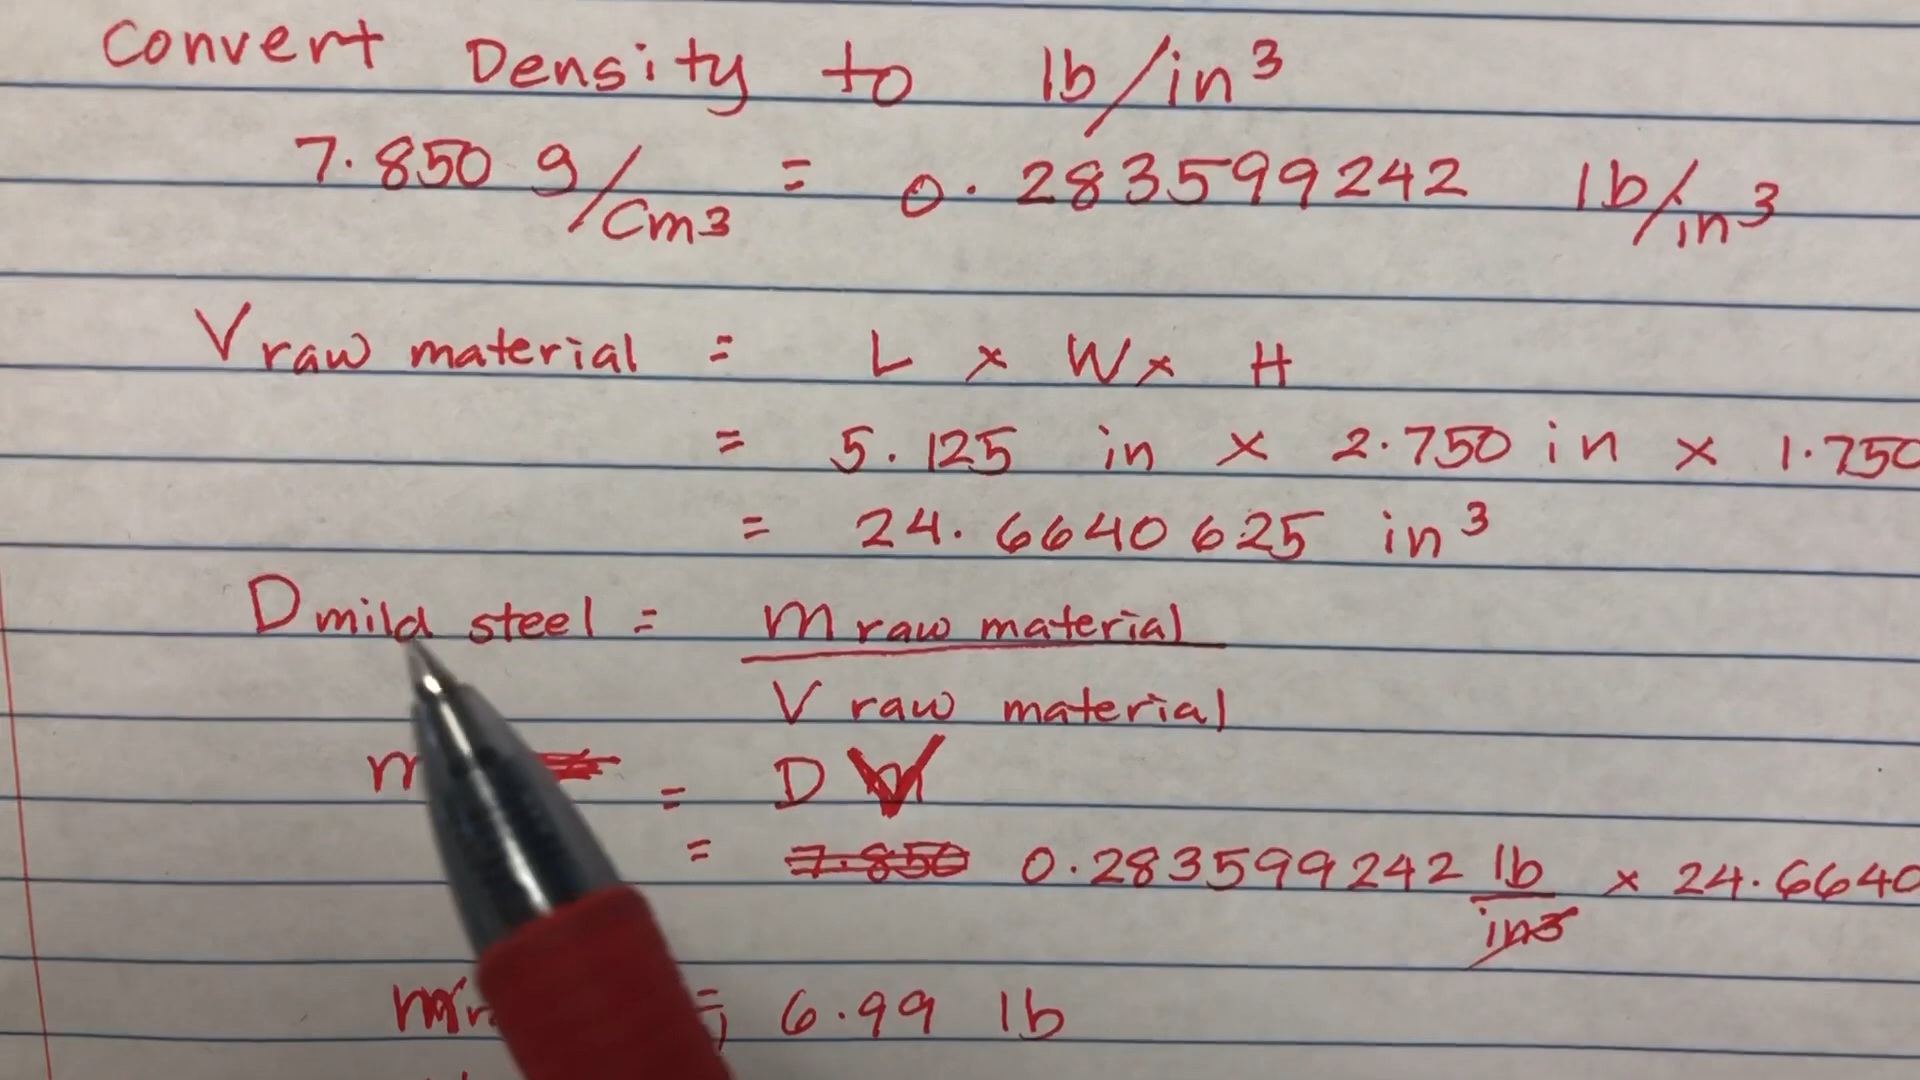 Convert Density to lb/in³
7.850 g/cm3 = 0.283599242 lb/in³
V raw material = L x W x H
= 5.125 in x 2.750 in x 1.750
= 24.6640625 in³
D mild steel = m raw material
V raw material
m = D V
= 7.850 0.283599242 lb x 24.6640
in3
= 6.99 lb